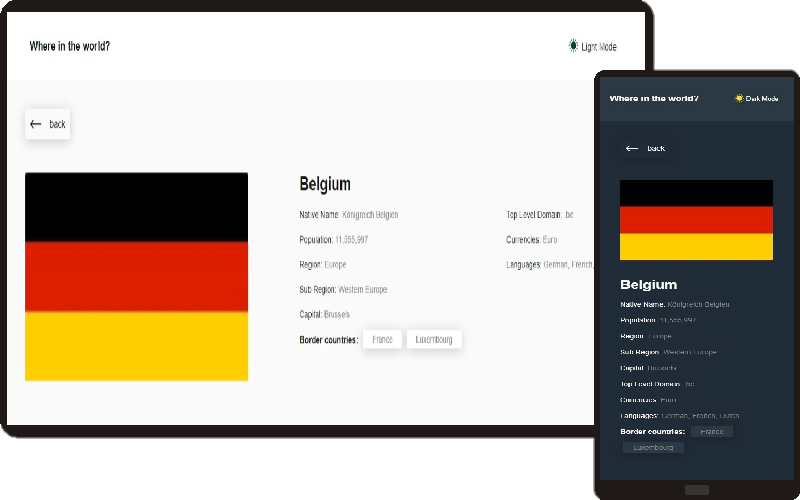 Where in the world?
Light Mode
back
Belgium
Native Name: Königreich Belgien
Population: 11,555,997
Region: Europe
Sub Region: Western Europe
Capital: Brussels
Border countries: France Luxembourg
Top Level Domain: .be
Currencies: Euro
Languages: German, French,
Where in the world?
Dark Mode
back
Belgium
Native Name: Königreich Belgien
Population: 11,555,997
Region: Europe
Sub Region: Western Europe
Capital: Brussels
Top Level Domain: .be
Currencies: Euro
Languages: German, French, Dutch
Border countries: France
Luxembourg